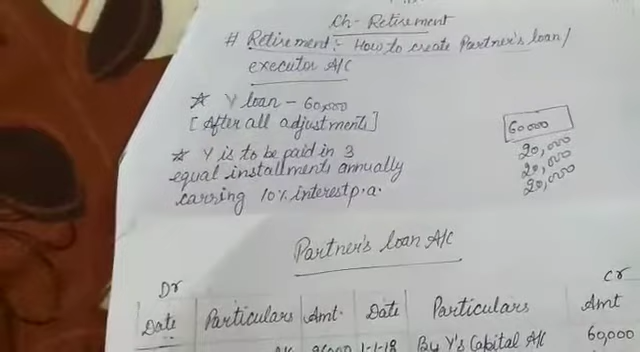 Ch- Retirement
# Retirement:- How to create Partner's loan/
executor A/C
☆ Y loan - 60,000
[After all adjustments]
60000
20,000
20,000
20,000
☆ Y is to be paid in 3
equal installments annually
carring 10% interest p.a.
Partner's loan A/C
Dr
Cr
Date Particulars Amt. Date Particulars Amt
1-1-18 By Y's Capital A/C 60,000